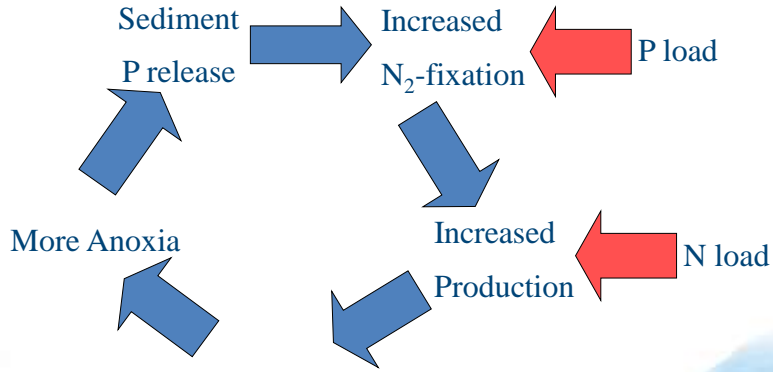 Sediment
P release
Increased
N₂-fixation
P load
Increased
Production
N load
More Anoxia